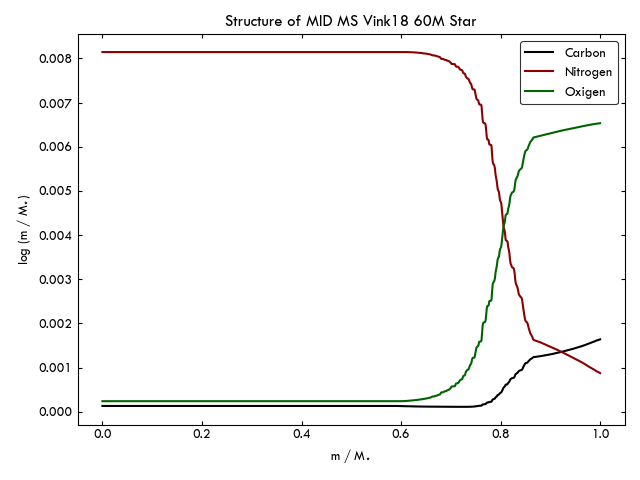 Structure of MID MS Vink18 60M Star
Carbon
Nitrogen
Oxigen
log (m / M⋆)
0.008
0.007
0.006
0.005
0.004
0.003
0.002
0.001
0.000
0.0 0.2 0.4 0.6 0.8 1.0
m / M⋆